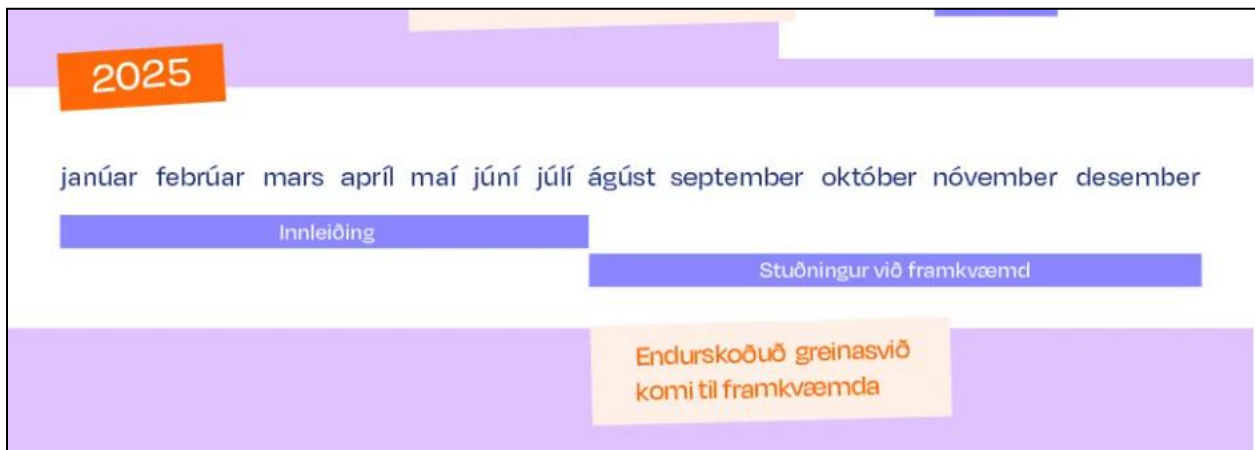 2025
janúar febrúar mars apríl maí júní júlí ágúst september október nóvember desember
Innleiðing
Stuðningur við framkvæmd
Endurskoðuð greinasvið
komi til framkvæmda